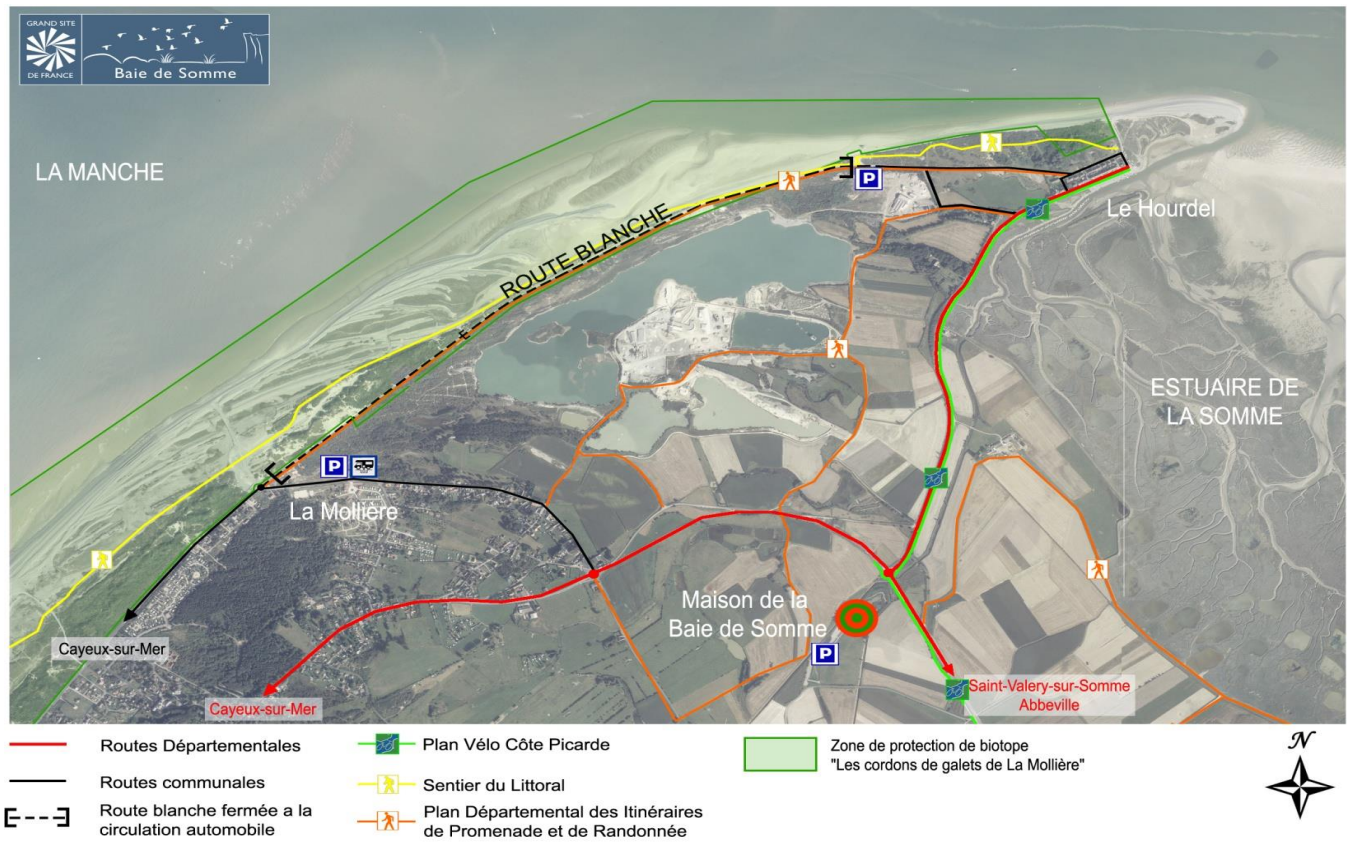 GRAND SITE
DE FRANCE
Baie de Somme
LA MANCHE
ROUTE BLANCHE
P
Le Hourdel
ESTUAIRE DE
LA SOMME
P
La Mollière
Maison de la
Baie de Somme
P
Cayeux-sur-Mer
Cayeux-sur-Mer
Saint-Valery-sur-Somme
Abbeville
Routes Départementales
Routes communales
Route blanche fermée a la
circulation automobile
Plan Vélo Côte Picarde
Sentier du Littoral
Plan Départemental des Itinéraires
de Promenade et de Randonnée
Zone de protection de biotope
"Les cordons de galets de La Mollière"
N